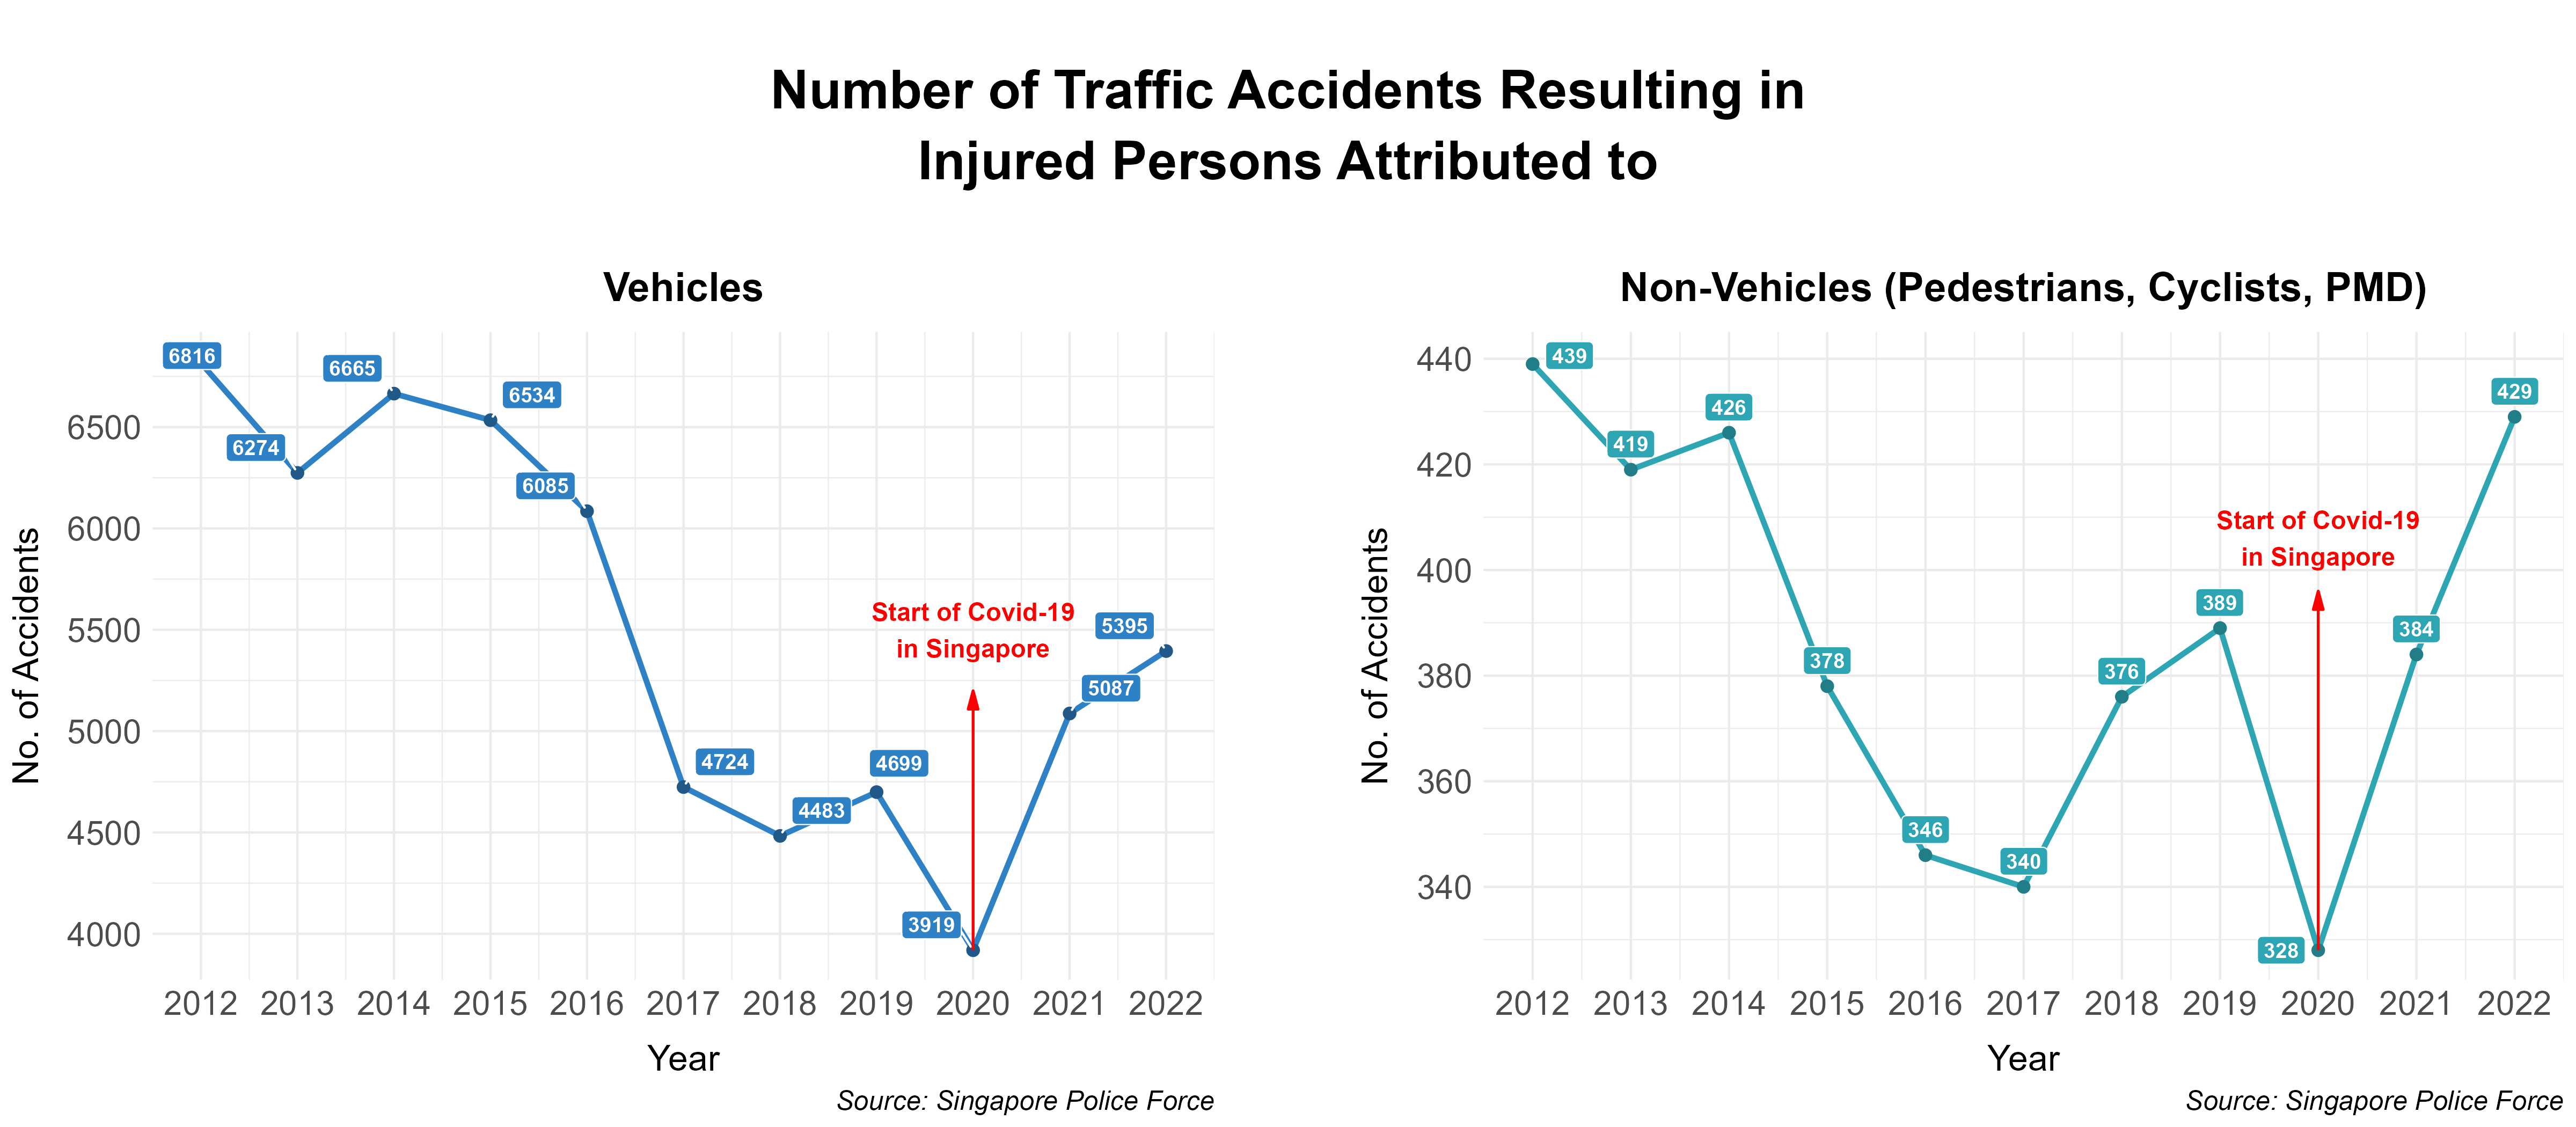 Number of Traffic Accidents Resulting in
Injured Persons Attributed to
Vehicles
No. of Accidents
6500
6000
5500
5000
4500
4000
6816
6274
6665
6534
6085
4724
4483
4699
3919
5087
5395
Start of Covid-19
in Singapore
2012 2013 2014 2015 2016 2017 2018 2019 2020 2021 2022
Year
Source: Singapore Police Force
Non-Vehicles (Pedestrians, Cyclists, PMD)
No. of Accidents
440
420
400
380
360
340
439
419
426
378
346
340
376
389
328
384
429
Start of Covid-19
in Singapore
2012 2013 2014 2015 2016 2017 2018 2019 2020 2021 2022
Year
Source: Singapore Police Force